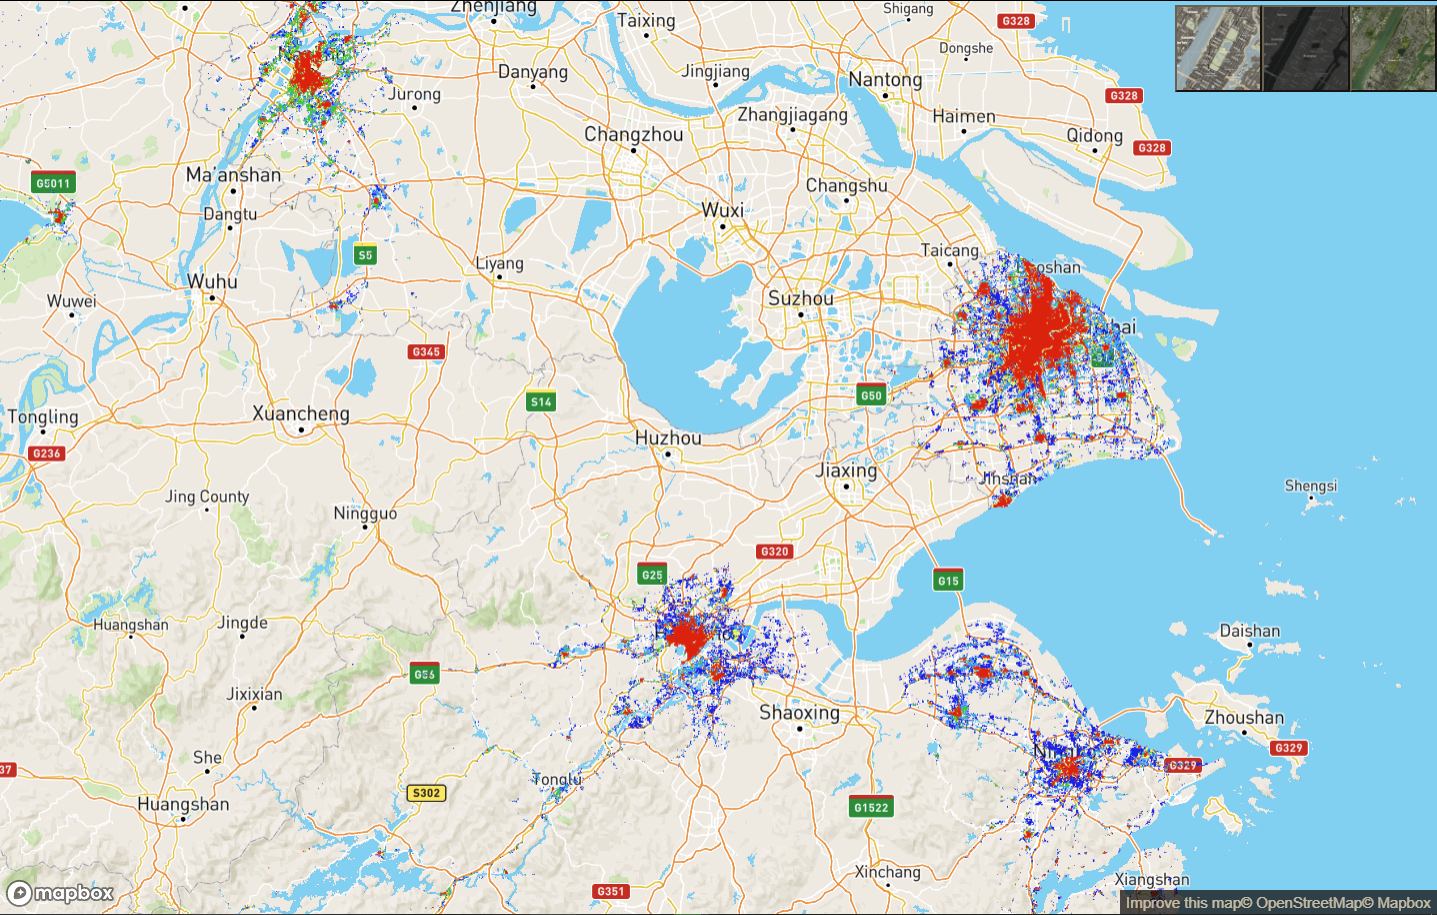 Zhenjiang
Taixing
Shigang
G328
Dongshe
Danyang
Jingjiang
Nantong
Jurong
G328
Zhangjiagang
Haimen
Changzhou
Qidong
G328
Ma'anshan
G5011
Changshu
Dangtu
Wuxi
S5
Taicang
Liyang
Wuhu
Suzhou
Wuwei
G345
G50
S14
Tongling
Xuancheng
G236
Huzhou
Jiaxing
Jinshan
Jing County
Shengsi
Ningguo
G320
G25
G15
Huangshan
Jingde
Daishan
G56
Jixixian
Shaoxing
Zhoushan
G329
She
G329
Tonglu
S302
Huangshan
G1522
Xinchang
Xiangshan
G351
mapbox
Improve this map© OpenStreetMap© Mapbox